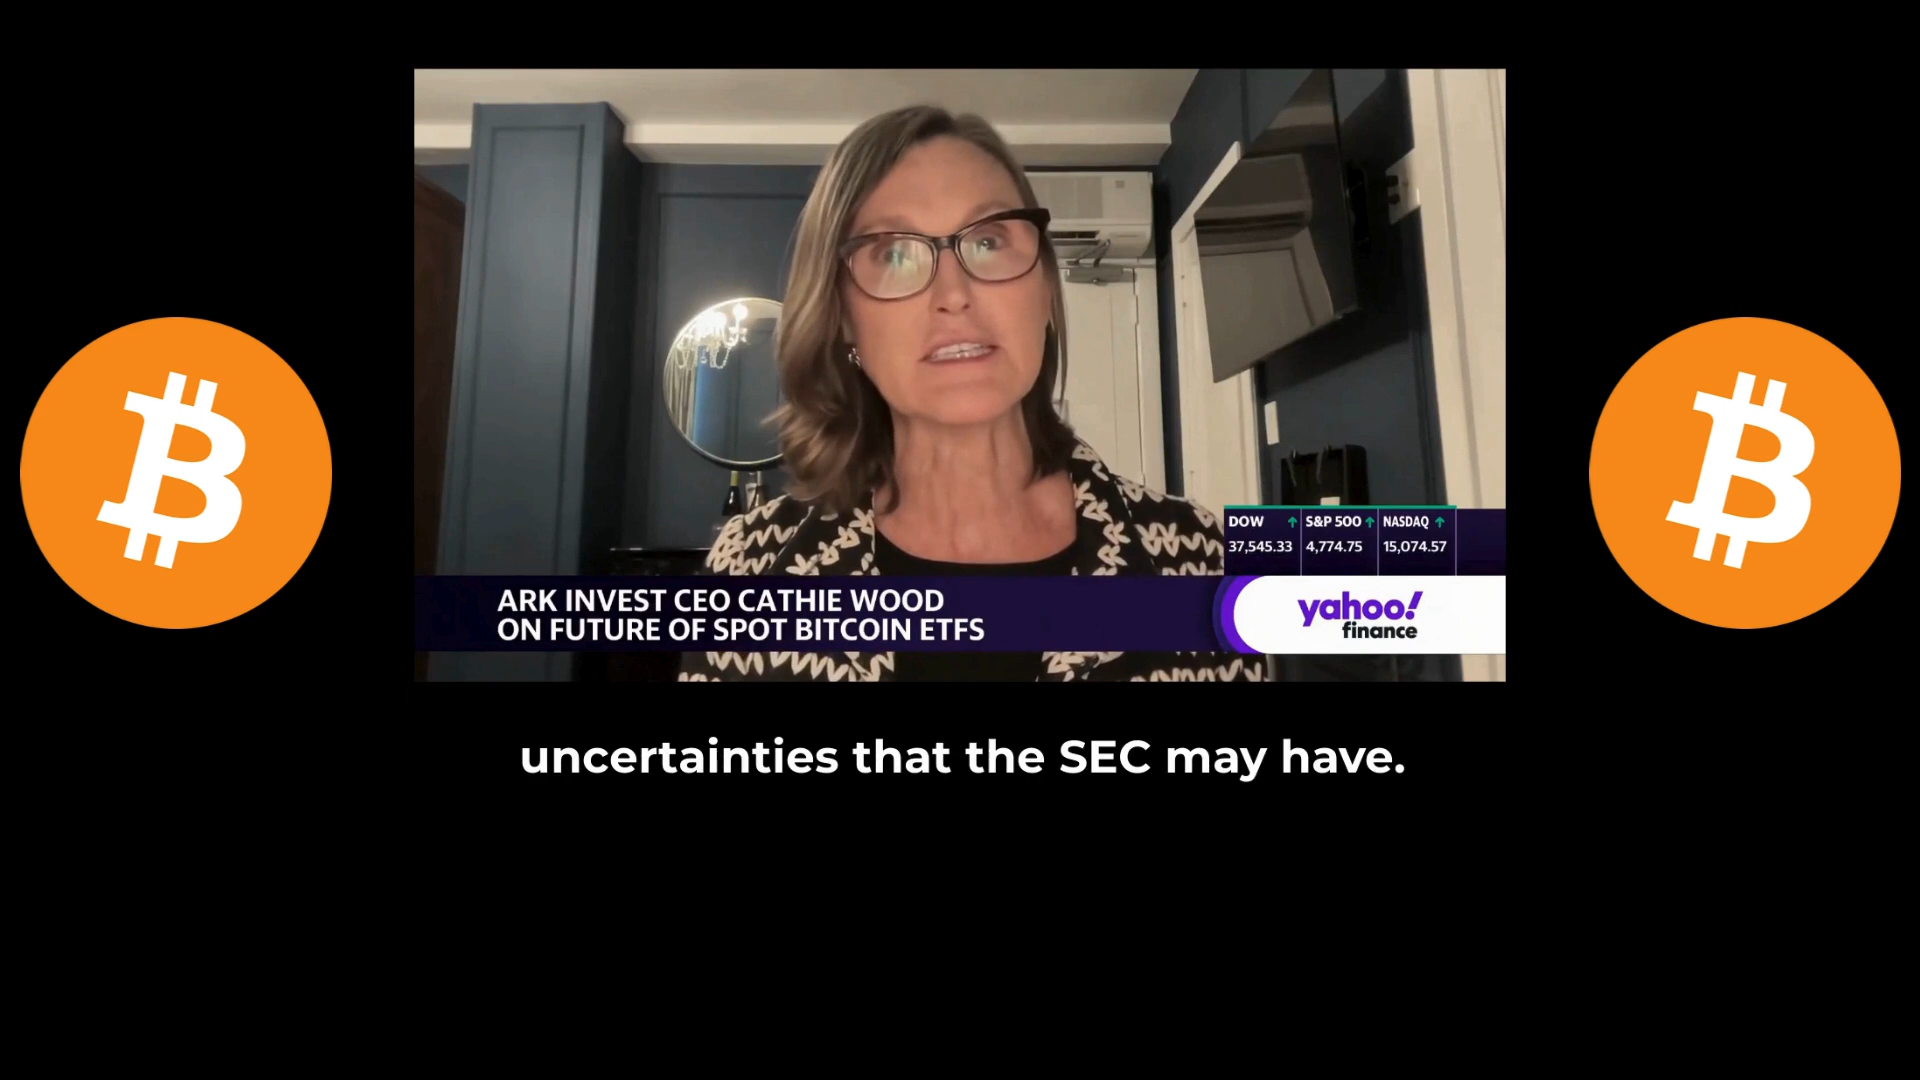 DOW ↑ S&P 500 ↑ NASDAQ ↑
37,545.33 4,774.75 15,074.57
ARK INVEST CEO CATHIE WOOD
ON FUTURE OF SPOT BITCOIN ETFS
yahoo!
finance
uncertainties that the SEC may have.